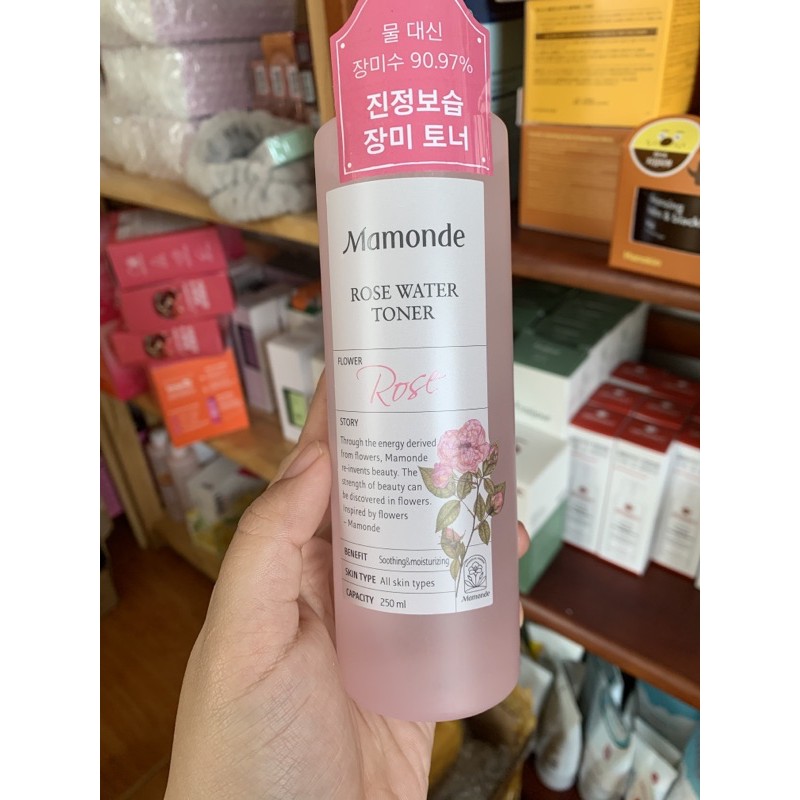 물 대신
장미수 90.97%
진정보습
장미 토너
Mamonde
ROSE WATER
TONER
FLOWER
Rose
STORY
Through the energy derived
from flowers, Mamonde
re-invents beauty. The
strength of beauty can
be discovered in flowers.
Inspired by flowers
- Mamonde
BENEFIT Soothing&moisturizing
SKIN TYPE All skin types
CAPACITY 250 ml
Mamonde